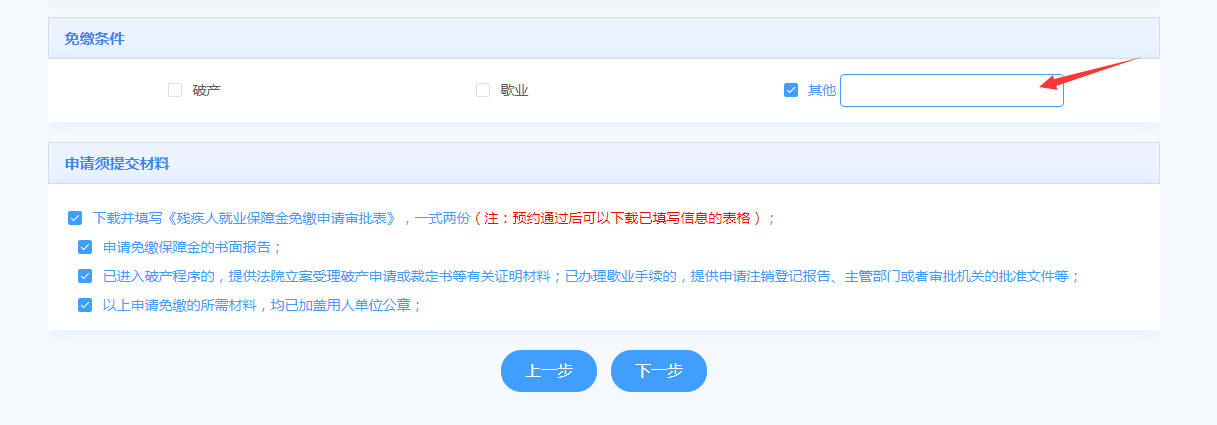 免缴条件
破产 歇业 其他
申请须提交材料
下载并填写《残疾人就业保障金免缴申请审批表》，一式两份（注：预约通过后可以下载已填写信息的表格）；
申请免缴保障金的书面报告；
已进入破产程序的，提供法院立案受理破产申请或裁定书等有关证明材料；已办理歇业手续的，提供申请注销登记报告、主管部门或者审批机关的批准文件等；
以上申请免缴的所需材料，均已加盖用人单位公章；
上一步 下一步